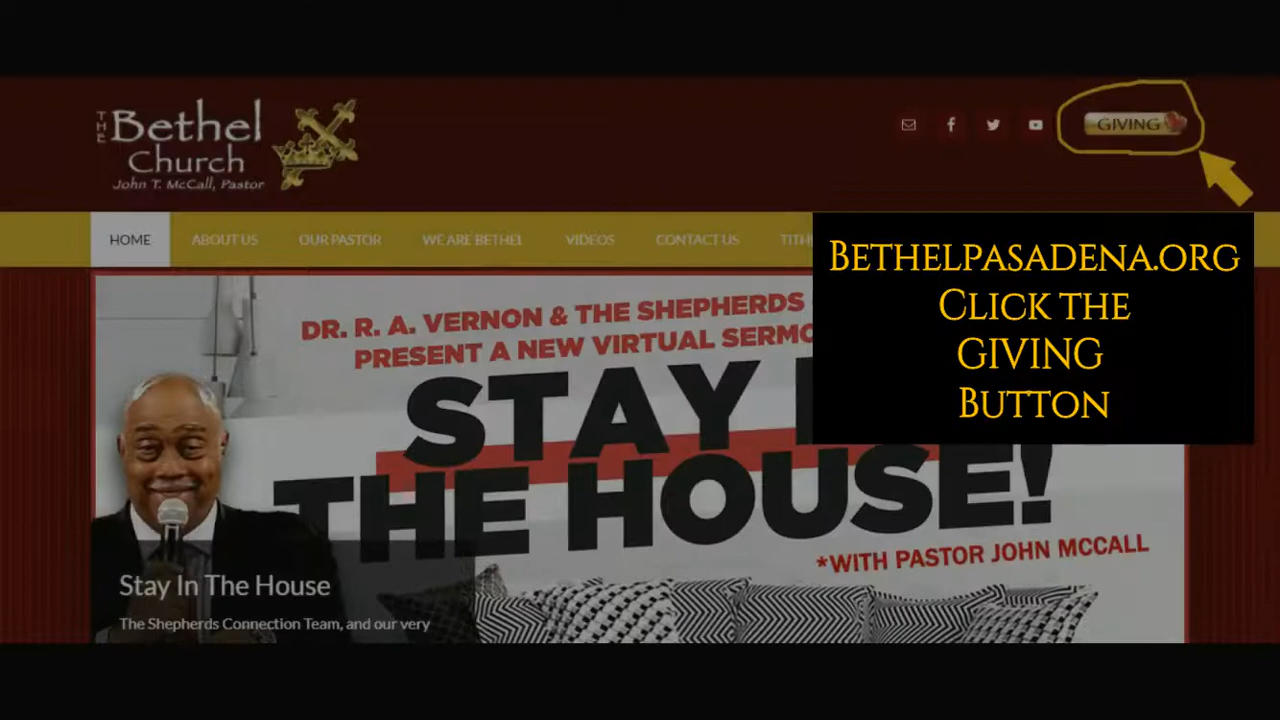 THE
Bethel
Church
John T. McCall, Pastor
GIVING
HOME ABOUT US OUR PASTOR WE ARE BETHEL VIDEOS CONTACT US
BETHELPASADENA.ORG
CLICK THE
GIVING
BUTTON
DR. R. A. VERNON & THE SHEPHERDS
PRESENT A NEW VIRTUAL
STAY
THE HOUSE!
*WITH PASTOR JOHN MCCALL
Stay In The House
The Shepherds Connection Team, and our very